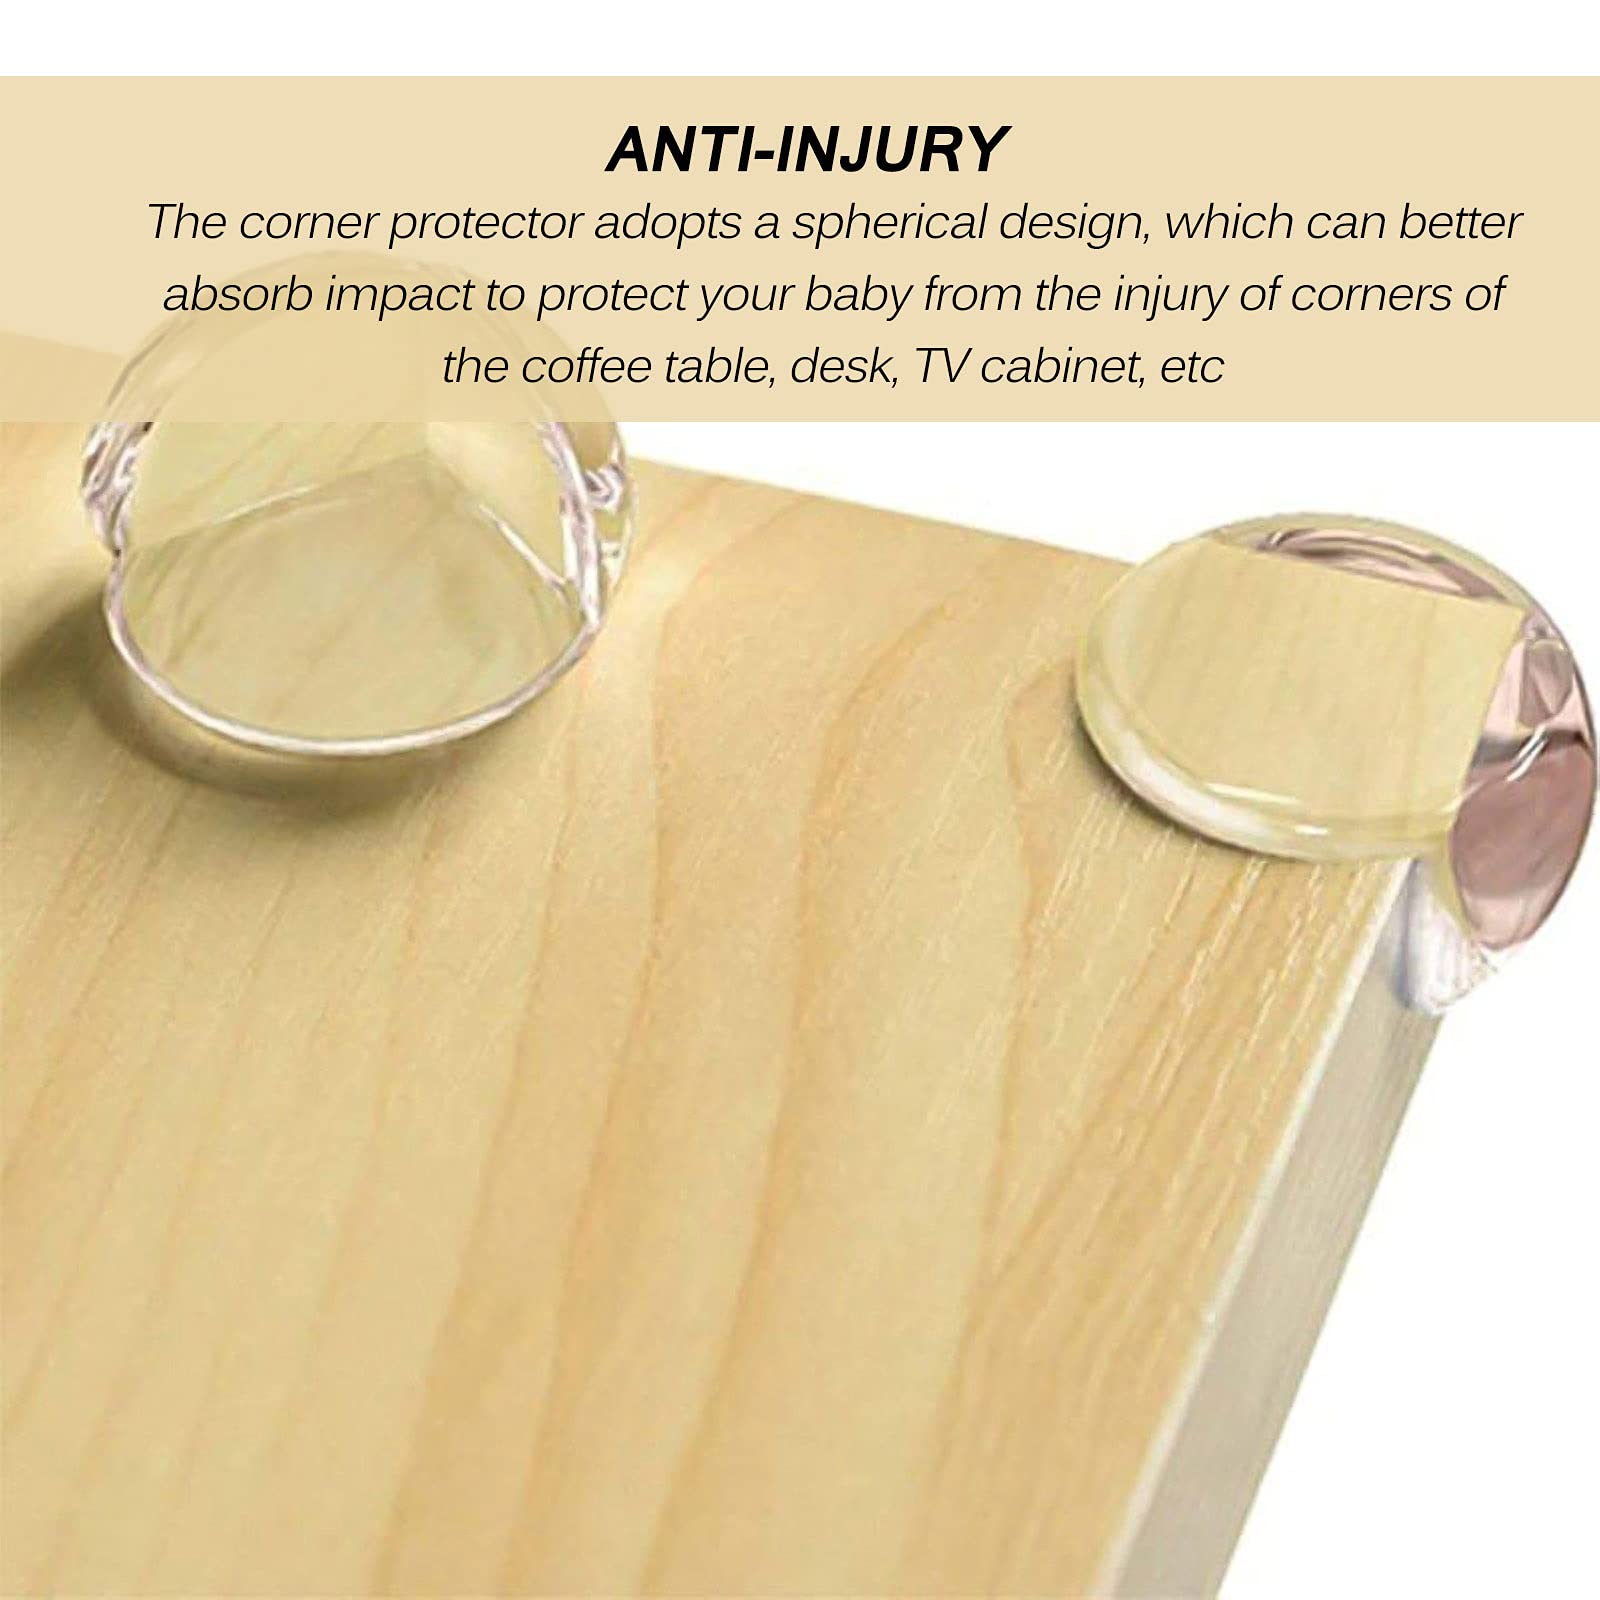 ANTI-INJURY
The corner protector adopts a spherical design, which can better
absorb impact to protect your baby from the injury of corners of
the coffee table, desk, TV cabinet, etc